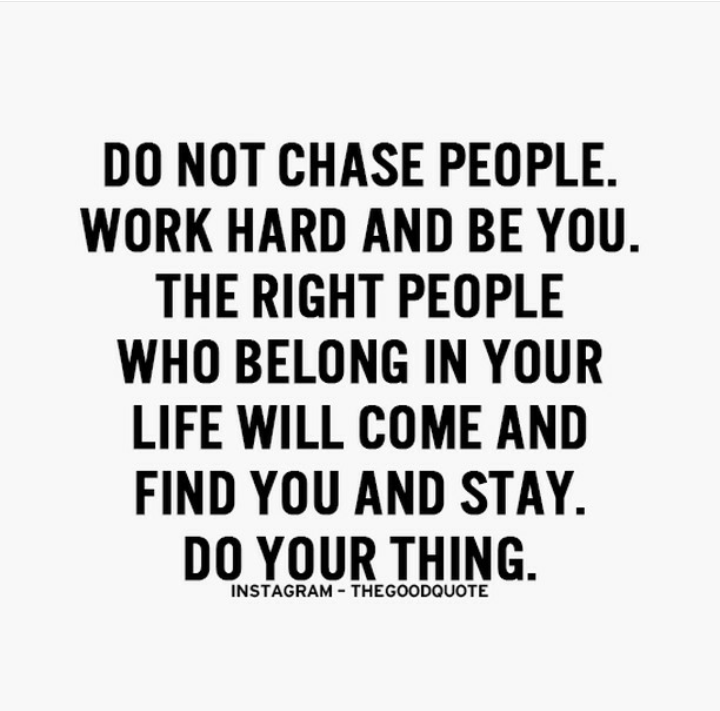 DO NOT CHASE PEOPLE.
WORK HARD AND BE YOU.
THE RIGHT PEOPLE
WHO BELONG IN YOUR
LIFE WILL COME AND
FIND YOU AND STAY.
DO YOUR THING.
INSTAGRAM - THEGOODQUOTE